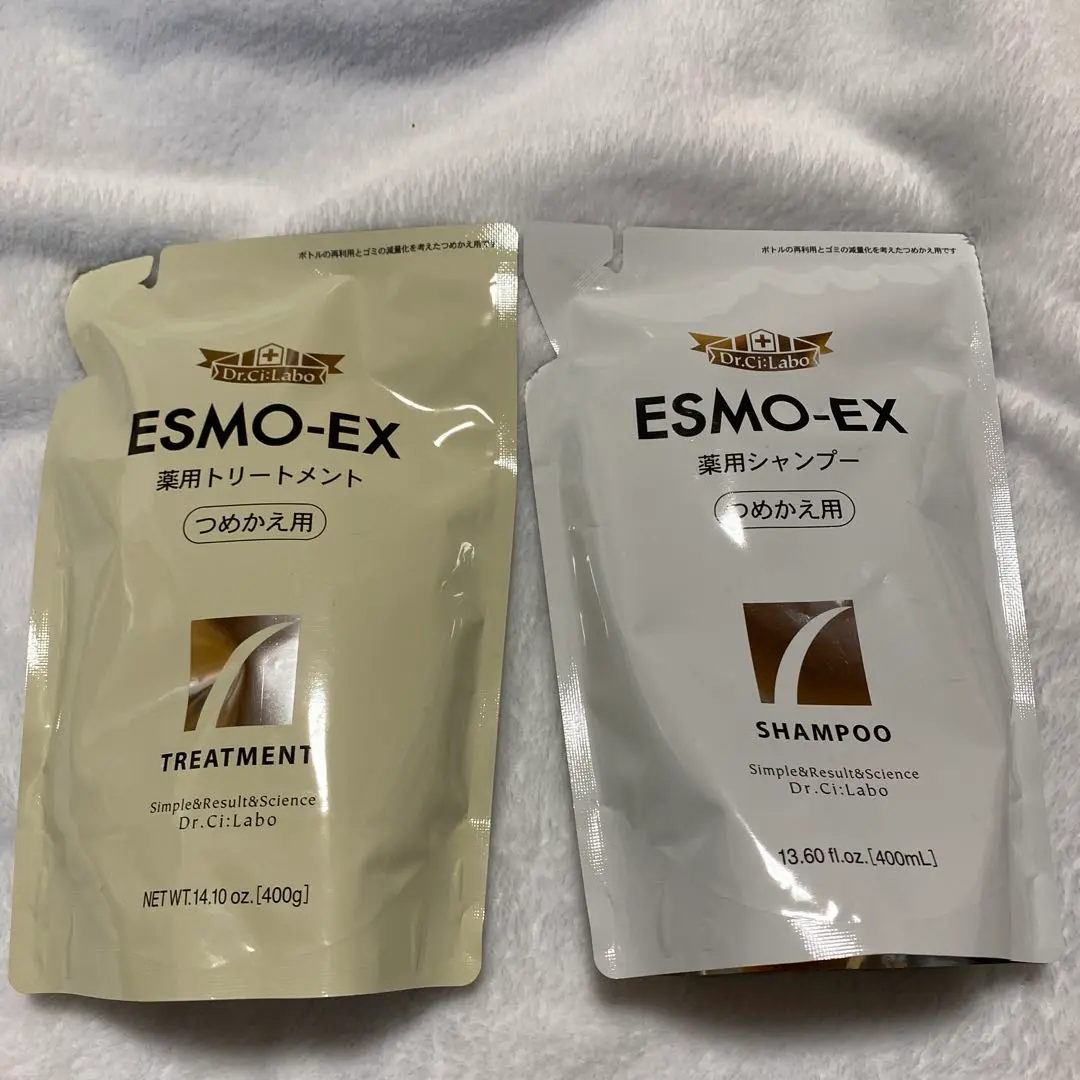 ボトルの再利用とゴミの減量化を考えたつめかえ用です
Dr.Ci:Labo
ESMO-EX
薬用トリートメント
つめかえ用
TREATMENT
Simple&Result&Science
Dr.Ci:Labo
NET WT.14.10 oz.[400g]
ボトルの再利用とゴミの減量化を考えたつめかえ用です
Dr.Ci:Labo
ESMO-EX
薬用シャンプー
つめかえ用
SHAMPOO
Simple&Result&Science
Dr.Ci:Labo
13.60 fl.oz.[400mL]